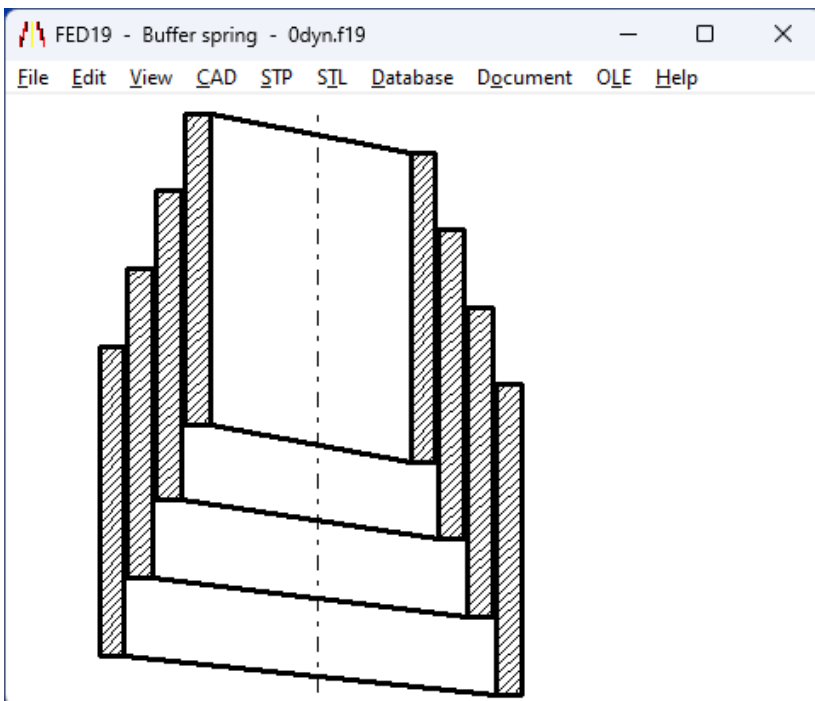 FED19 - Buffer spring - 0dyn.f19
File Edit View CAD STP STL Database Document OLE Help